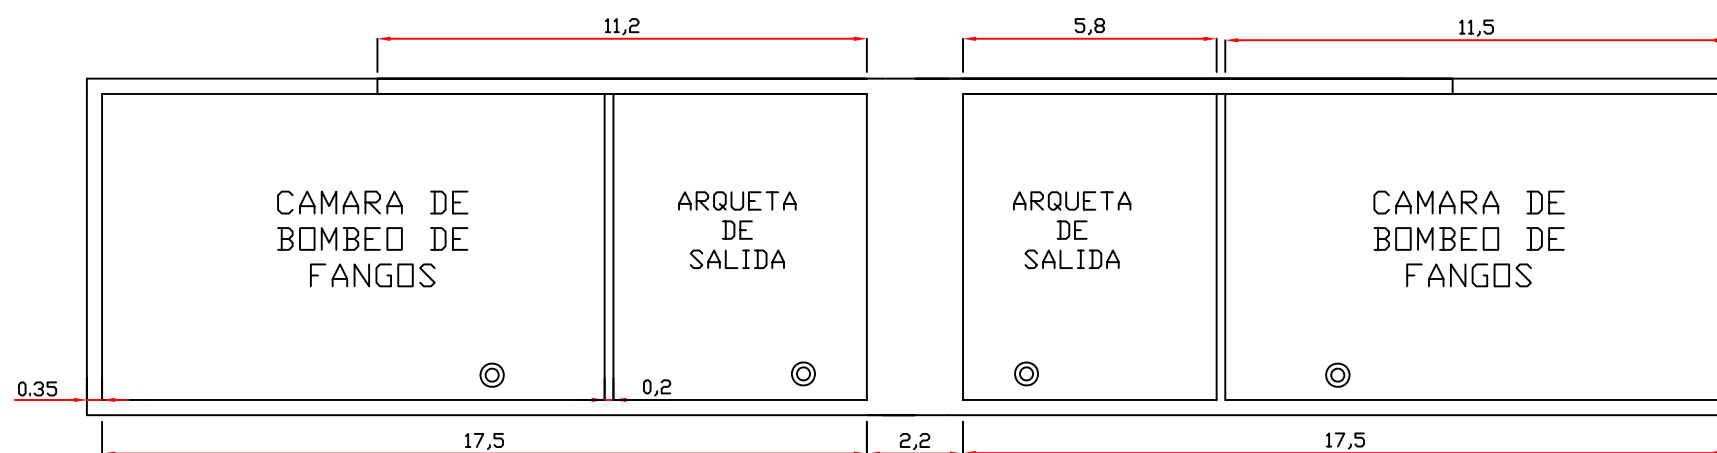 11,2
5,8
11,5
CAMARA DE
BOMBEO DE
FANGOS
ARQUETA
DE
SALIDA
ARQUETA
DE
SALIDA
CAMARA DE
BOMBEO DE
FANGOS
0.35
0,2
17,5
2,2
17,5